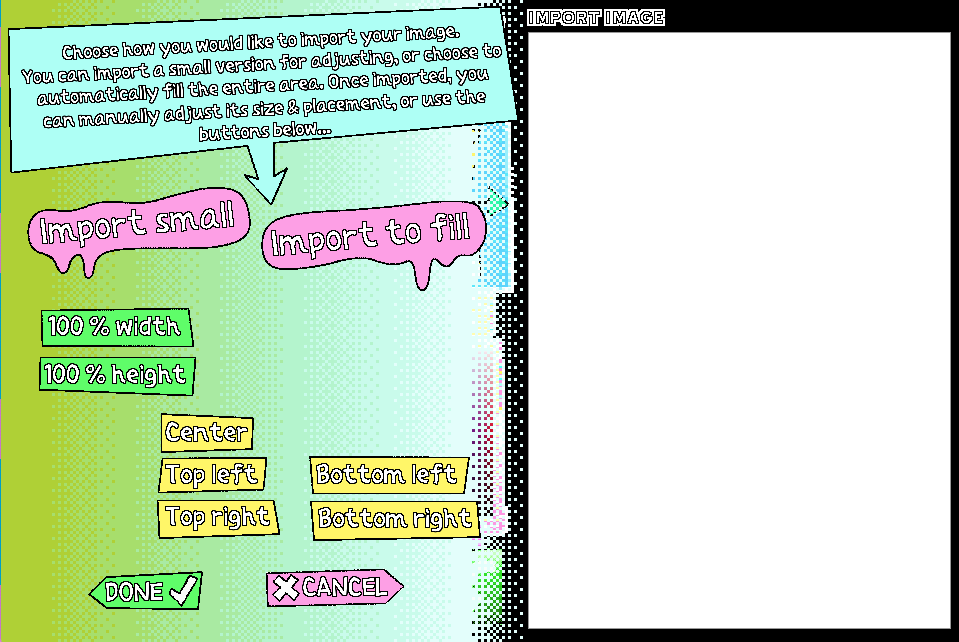 IMPORT IMAGE
Choose how you would like to import your image.
You can import a small version for adjusting, or choose to
automatically fill the entire area. Once imported, you
can manually adjust its size & placement, or use the
buttons below...
Import small
Import to fill
100 % width
100 % height
Center
Top left
Bottom left
Top right
Bottom right
DONE
CANCEL